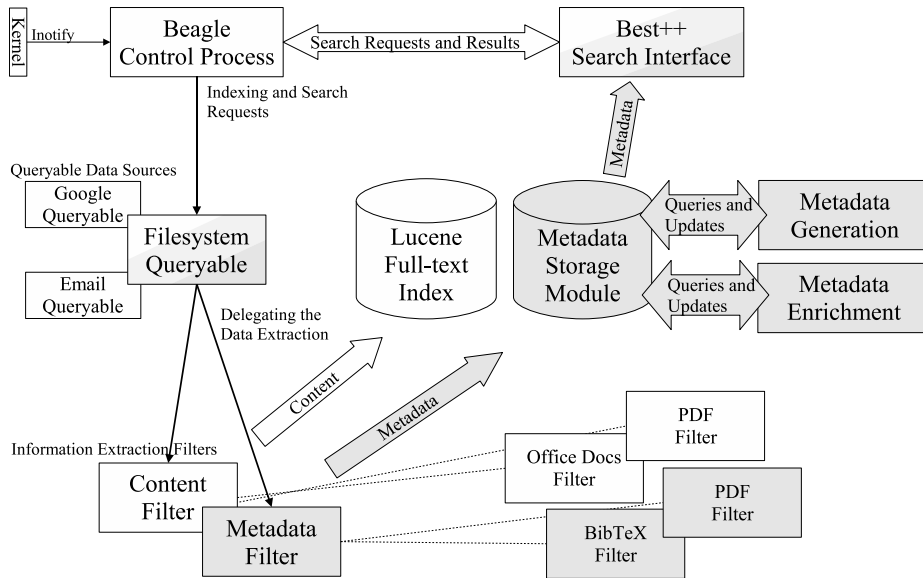 Kernel
Inotify
Beagle
Control Process
Search Requests and Results
Best++
Search Interface
Indexing and Search
Requests
Metadata
Queryable Data Sources
Google
Queryable
Filesystem
Queryable
Email
Queryable
Lucene
Full-text
Index
Metadata
Storage
Module
Queries and
Updates
Metadata
Generation
Queries and
Updates
Metadata
Enrichment
Delegating the
Data Extraction
Content
Metadata
Information Extraction Filters
Content
Filter
Metadata
Filter
Office Docs
Filter
PDF
Filter
BibTeX
Filter
PDF
Filter